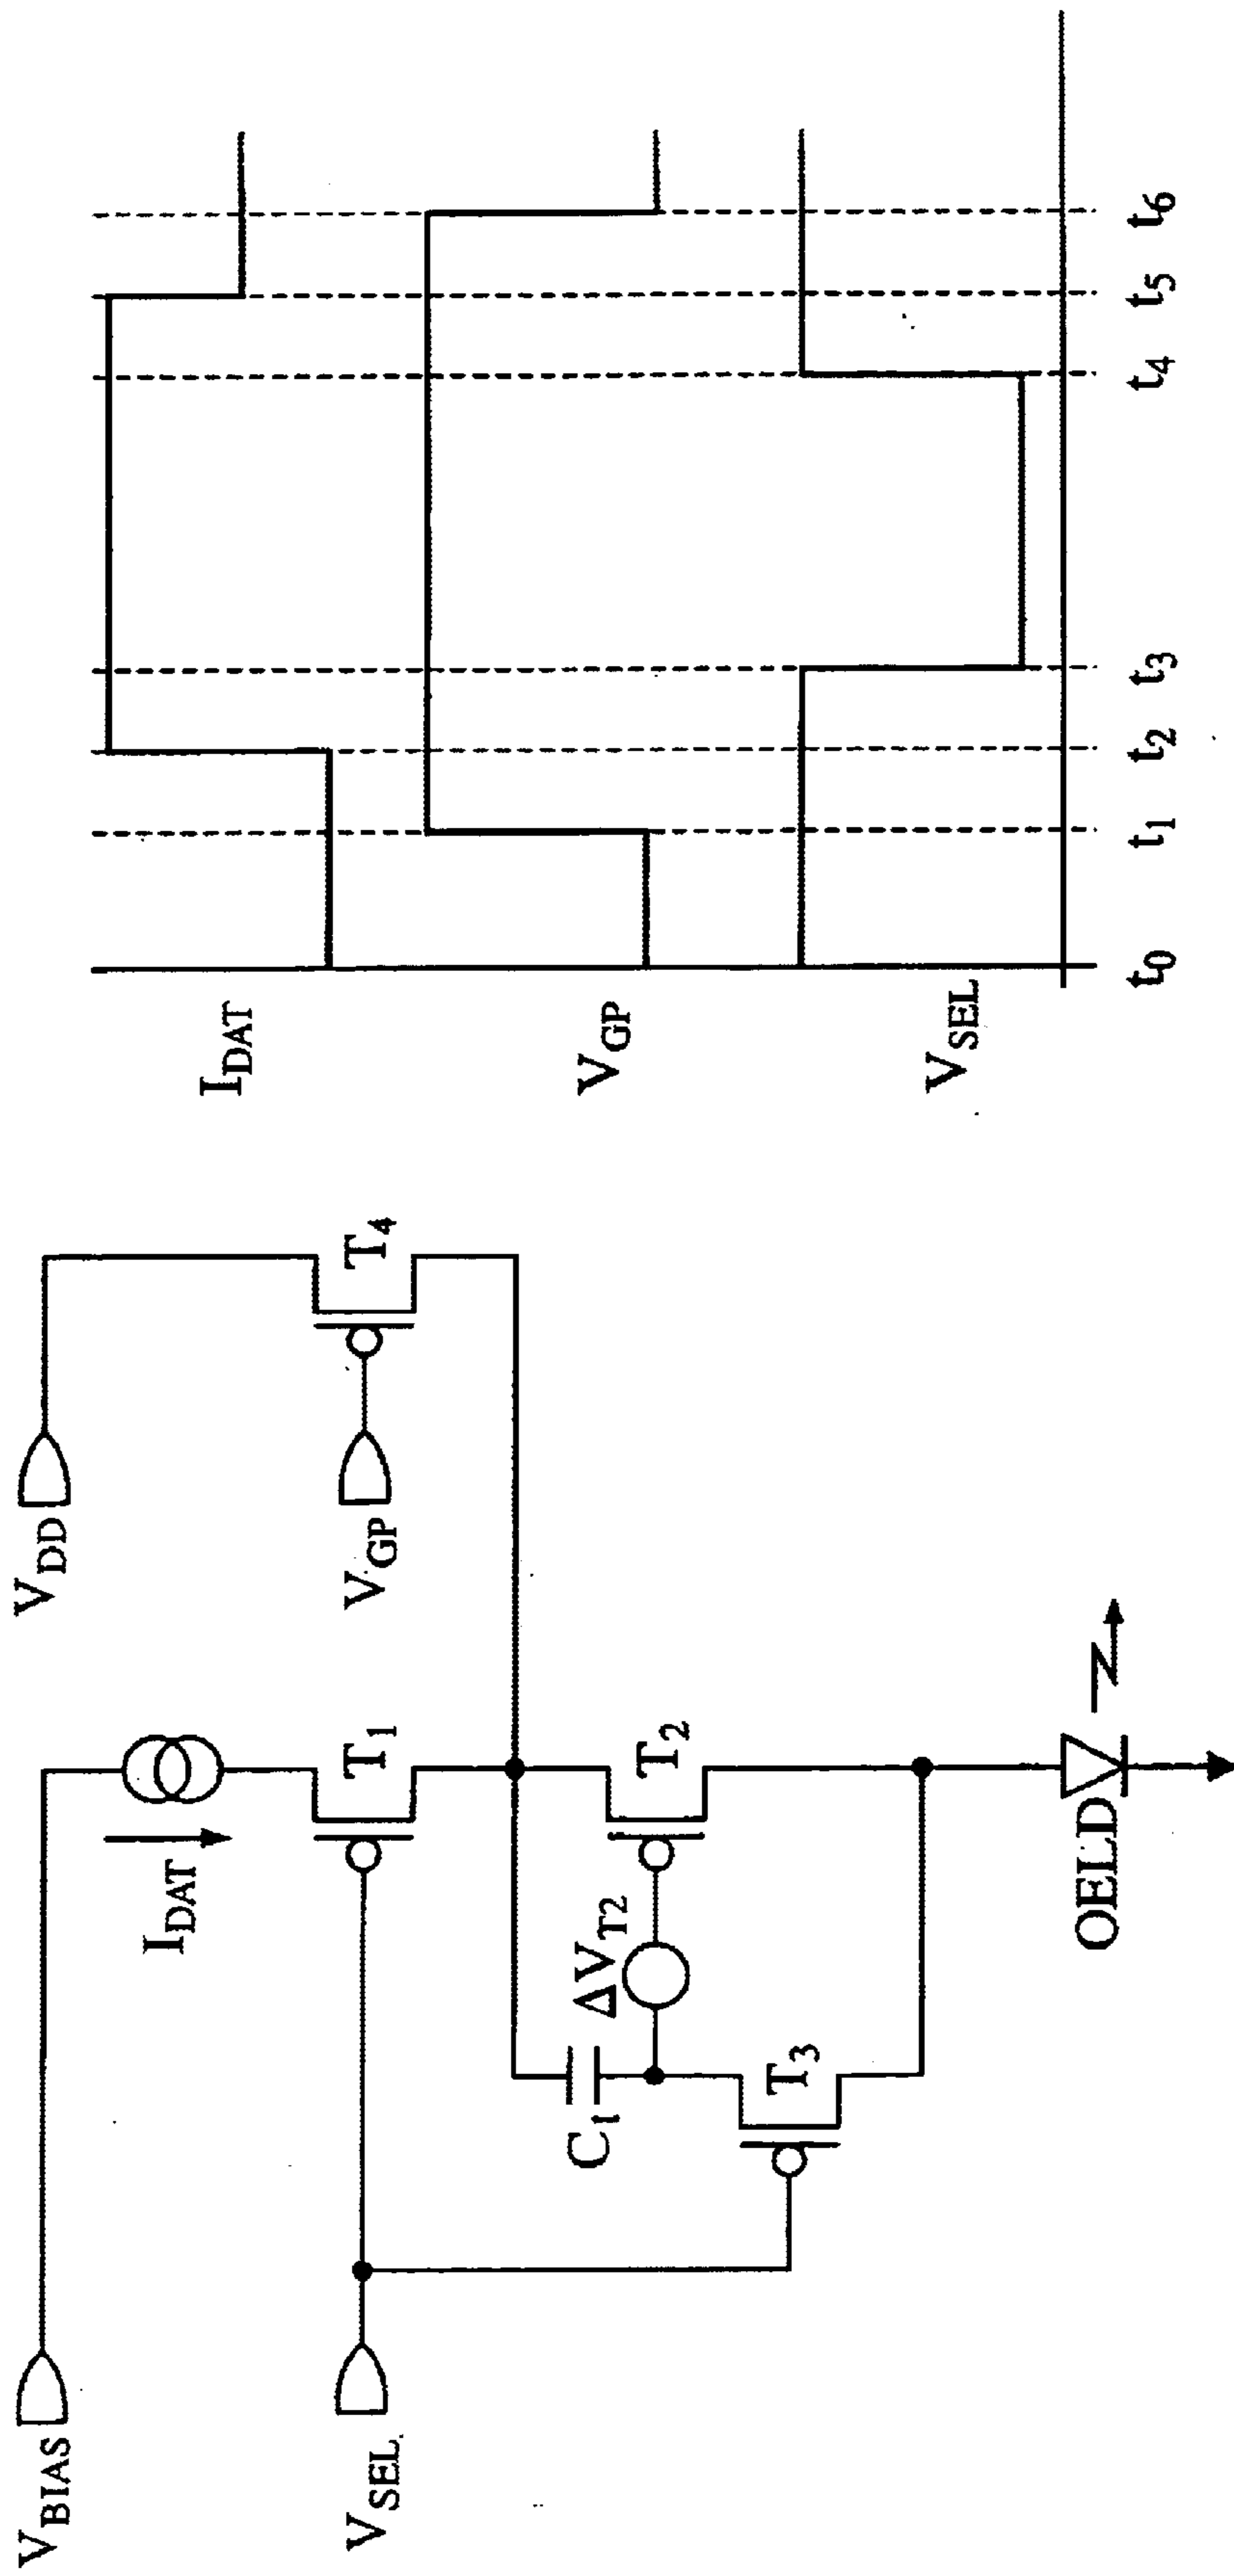 V_BIAS
V_SEL
I_DAT
T_1
V_DD
V_GP
T_4
C_1
ΔV_T2
T_2
T_3
OELD
I_DAT
V_GP
V_SEL
t_0 t_1 t_2 t_3 t_4 t_5 t_6